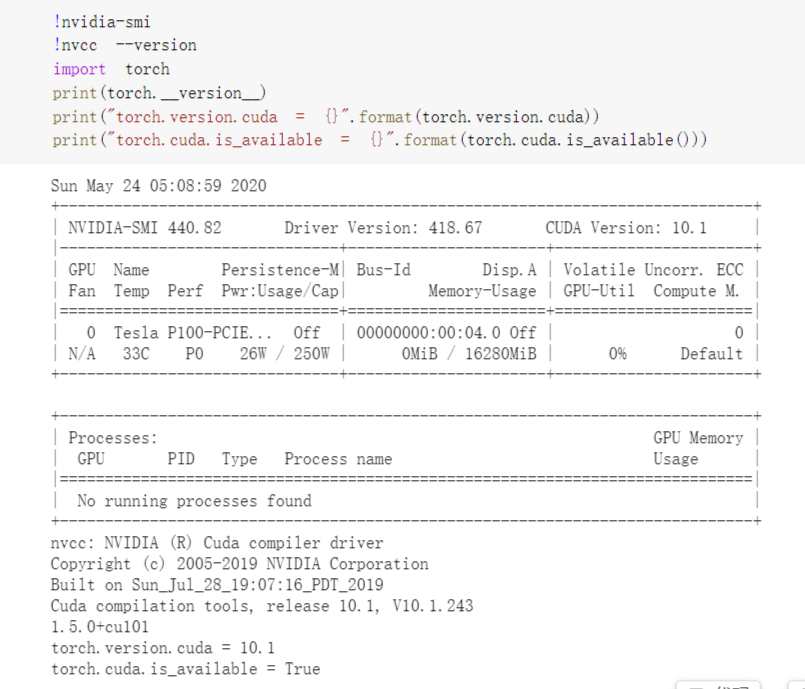 !nvidia-smi
!nvcc --version
import torch
print(torch.__version__)
print("torch.version.cuda = {}".format(torch.version.cuda))
print("torch.cuda.is_available = {}".format(torch.cuda.is_available()))
Sun May 24 05:08:59 2020
+-----------------------------------------------------------------------------+
| NVIDIA-SMI 440.82       Driver Version: 418.67       CUDA Version: 10.1     |
|-------------------------------+----------------------+----------------------+
| GPU  Name        Persistence-M| Bus-Id        Disp.A | Volatile Uncorr. ECC |
| Fan  Temp  Perf  Pwr:Usage/Cap|         Memory-Usage | GPU-Util  Compute M. |
|===============================+======================+======================|
|   0  Tesla P100-PCIE...  Off  | 00000000:00:04.0 Off |                    0 |
| N/A   33C    P0    26W / 250W |      0MiB / 16280MiB |      0%      Default |
+-------------------------------+----------------------+----------------------+
+-----------------------------------------------------------------------------+
| Processes:                                                       GPU Memory |
|  GPU       PID   Type   Process name                             Usage      |
|=============================================================================|
|  No running processes found                                                 |
+-----------------------------------------------------------------------------+
nvcc: NVIDIA (R) Cuda compiler driver
Copyright (c) 2005-2019 NVIDIA Corporation
Built on Sun_Jul_28_19:07:16_PDT_2019
Cuda compilation tools, release 10.1, V10.1.243
1.5.0+cu101
torch.version.cuda = 10.1
torch.cuda.is_available = True